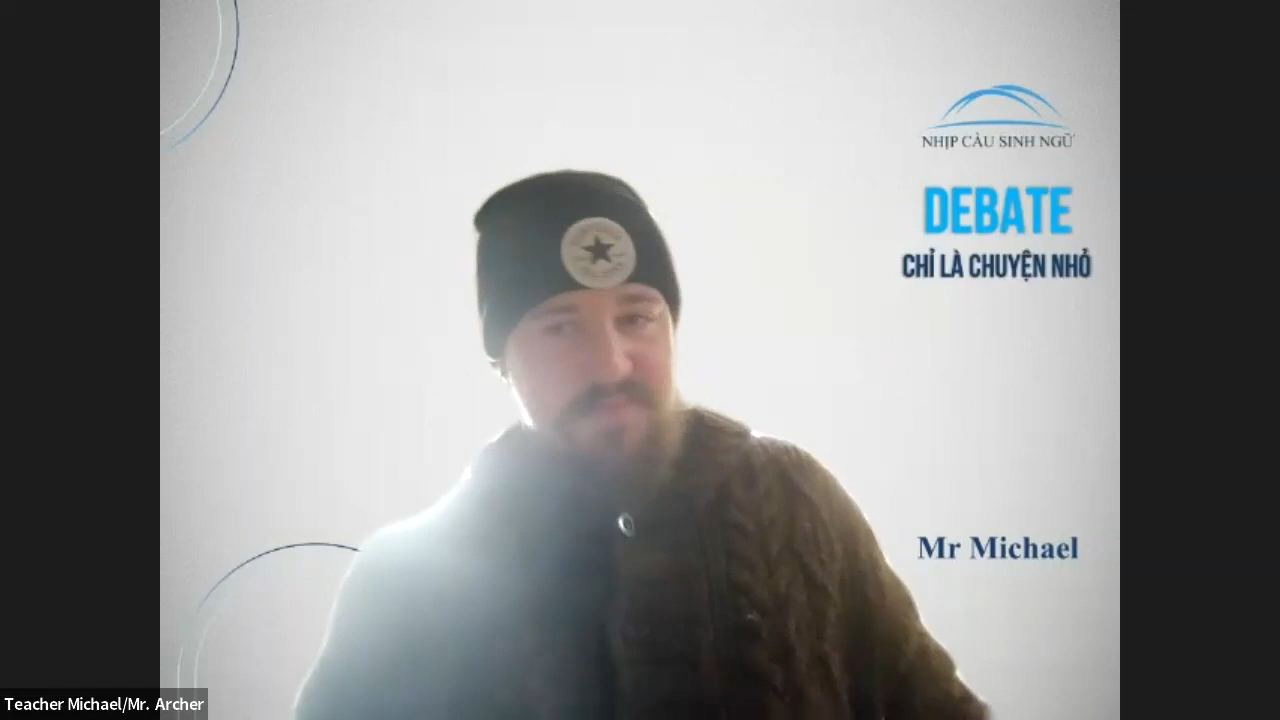 NHỊP CẦU SINH NGỮ
DEBATE
CHỈ LÀ CHUYỆN NHỎ
Mr Michael
Teacher Michael/Mr. Archer